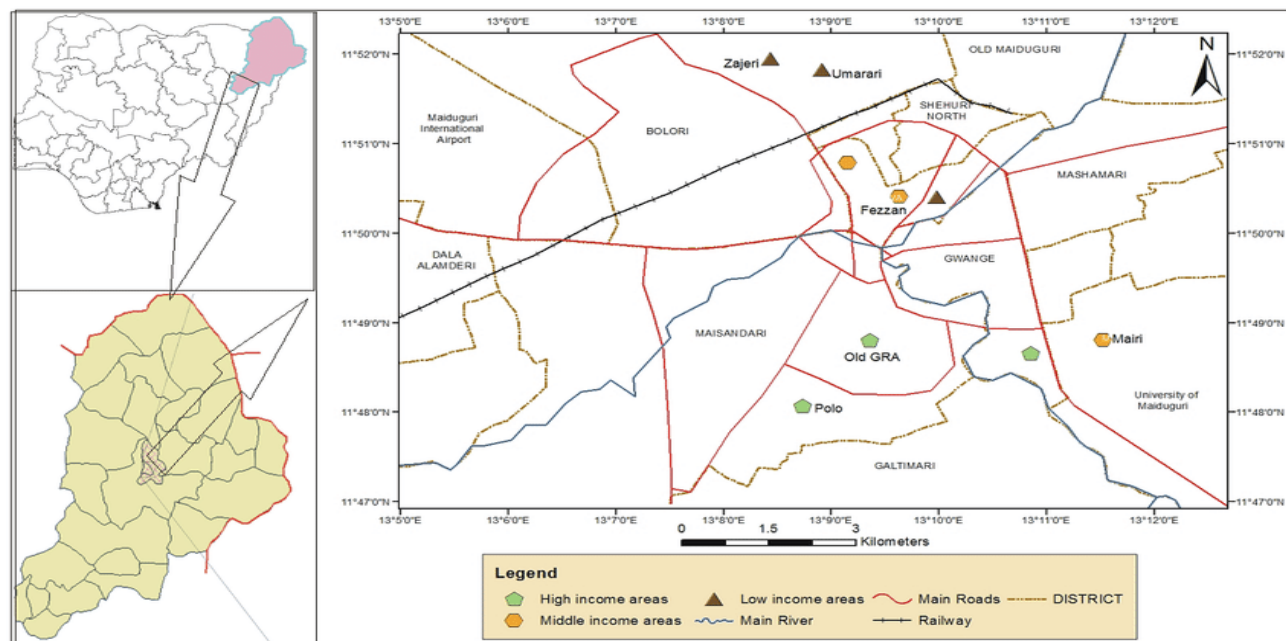 13°5'0"E 13°6'0"E 13°7'0"E 13°8'0"E 13°9'0"E 13°10'0"E 13°11'0"E 13°12'0"E
N
11°52'0"N
11°52'0"N
Zajeri
Umarari
OLD MAIDUGURI
SHEHURI
NORTH
Maiduguri
International
Airport
BOLORI
11°51'0"N
11°51'0"N
MASHAMARI
Fezzan
11°50'0"N
11°50'0"N
DALA
ALAMDERI
GWANGE
11°49'0"N
11°49'0"N
MAISANDARI
Old GRA
Mairi
11°48'0"N
11°48'0"N
Polo
University of
Maiduguri
GALTIMARI
11°47'0"N
11°47'0"N
13°5'0"E 13°6'0"E 13°7'0"E 13°8'0"E 13°9'0"E 13°10'0"E 13°11'0"E 13°12'0"E
0 1.5 3
Kilometers
Legend
High income areas Low income areas Main Roads DISTRICT
Middle income areas Main River Railway